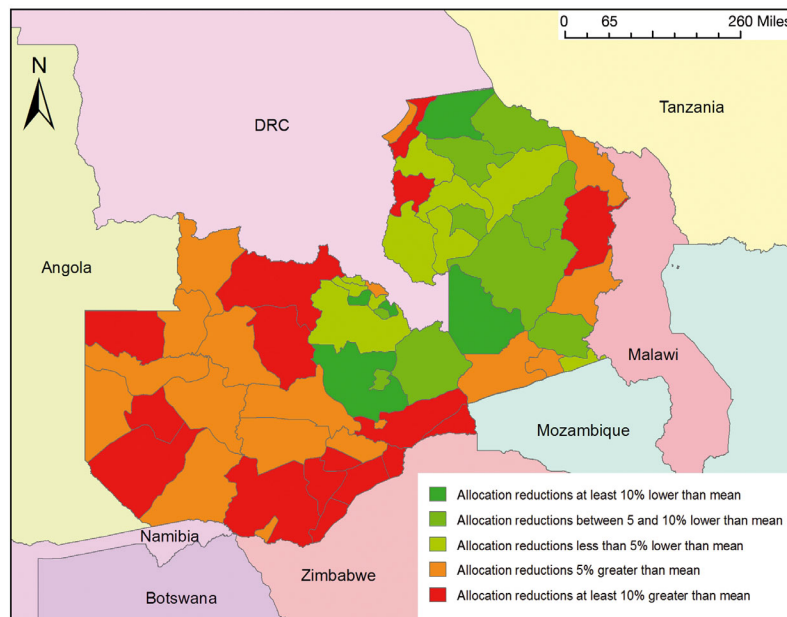 0 65 260 Miles
N
Tanzania
DRC
Angola
Malawi
Mozambique
Namibia
Zimbabwe
Botswana
Allocation reductions at least 10% lower than mean
Allocation reductions between 5 and 10% lower than mean
Allocation reductions less than 5% lower than mean
Allocation reductions 5% greater than mean
Allocation reductions at least 10% greater than mean